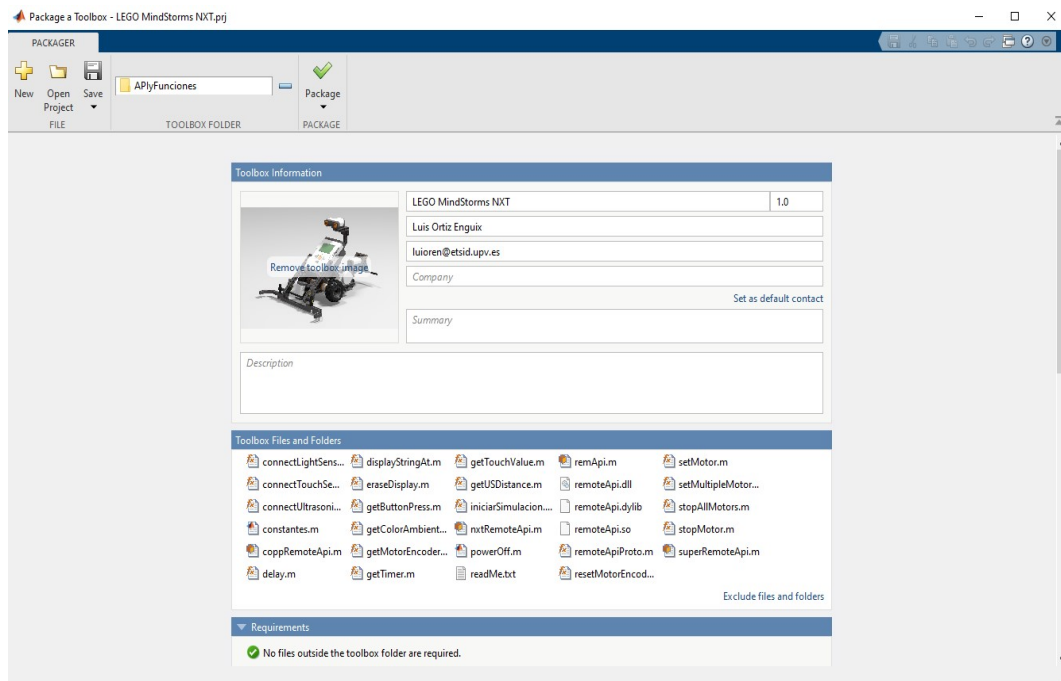 Package a Toolbox - LEGO MindStorms NXT.prj
PACKAGER
New
Open Project
Save
APIyFunciones
Package
FILE
TOOLBOX FOLDER
PACKAGE
Toolbox Information
Remove toolbox image
LEGO MindStorms NXT
1.0
Luis Ortiz Enguix
luioren@etsid.upv.es
Company
Set as default contact
Summary
Description
Toolbox Files and Folders
connectLightSens... displayStringAt.m getTouchValue.m remApi.m setMotor.m
connectTouchSe... eraseDisplay.m getUSDistance.m remoteApi.dll setMultipleMotor...
connectUltrasoni... getButtonPress.m iniciarSimulacion.... remoteApi.dylib stopAllMotors.m
constantes.m getColorAmbient... nxtRemoteApi.m remoteApi.so stopMotor.m
coppRemoteApi.m getMotorEncoder... powerOff.m remoteApiProto.m superRemoteApi.m
delay.m getTimer.m readMe.txt resetMotorEncod...
Exclude files and folders
Requirements
No files outside the toolbox folder are required.